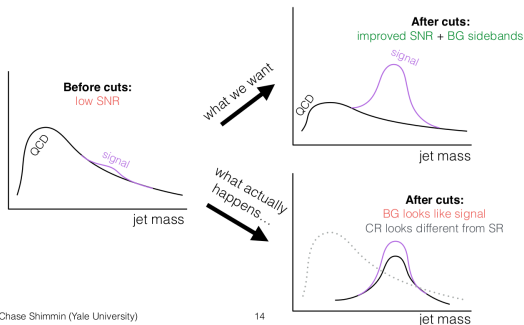 Before cuts:
low SNR
QCD
signal
jet mass
what we want
After cuts:
improved SNR + BG sidebands
signal
QCD
jet mass
what actually
happens...
After cuts:
BG looks like signal
CR looks different from SR
jet mass
Chase Shimmin (Yale University)
14